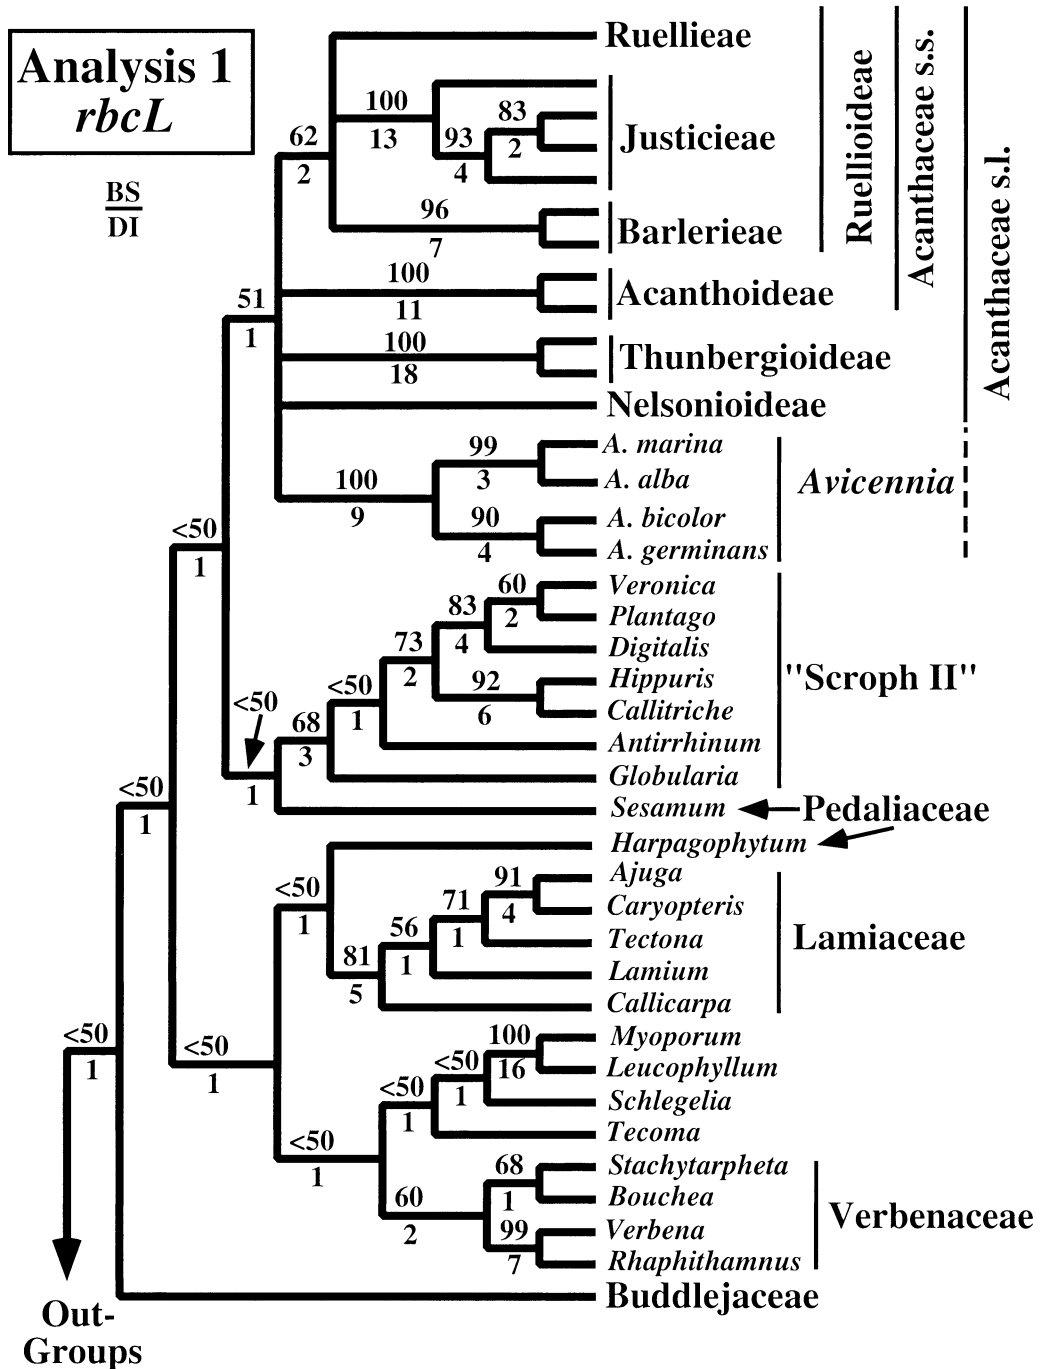 Analysis 1
rbcL
BS
DI
Ruellieae
100
13
83
2
93
4
Justicieae
62
2
96
7
Barlerieae
Ruellioideae
Acanthaceae s.s.
Acanthaceae s.l.
100
11
Acanthoideae
51
1
100
18
Thunbergioideae
Nelsonioideae
99
3
A. marina
A. alba
100
9
90
4
A. bicolor
A. germinans
Avicennia
<50
1
60
2
Veronica
Plantago
83
4
Digitalis
73
2
92
6
Hippuris
Callitriche
"Scroph II"
<50
1
Antirrhinum
68
3
Globularia
<50
1
Sesamum
Pedaliaceae
Harpagophytum
<50
1
<50
1
91
4
Ajuga
Caryopteris
71
1
Tectona
56
1
Lamium
81
5
Callicarpa
Lamiaceae
<50
1
<50
1
100
16
Myoporum
Leucophyllum
<50
1
Schlegelia
<50
1
Tecoma
<50
1
68
1
Stachytarpheta
Bouchea
60
2
99
7
Verbena
Rhaphithamnus
Verbenaceae
Buddlejaceae
Out-
Groups